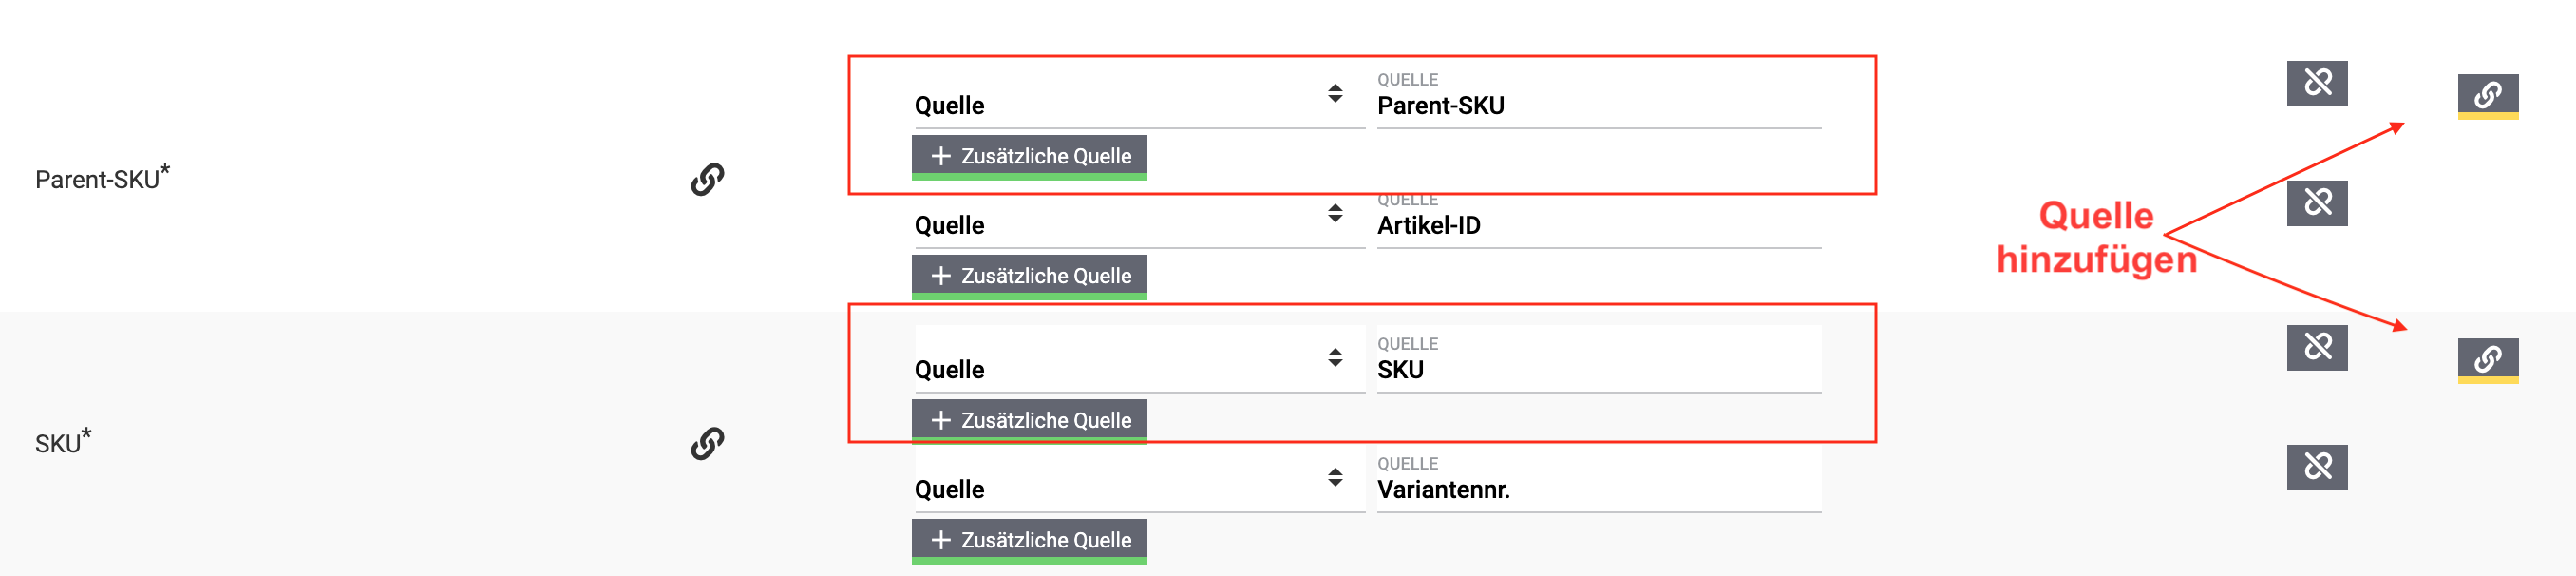 QUELLE
Quelle
Parent-SKU
+ Zusätzliche Quelle
Parent-SKU*
QUELLE
Quelle
Artikel-ID
+ Zusätzliche Quelle
Quelle
hinzufügen
QUELLE
Quelle
SKU
+ Zusätzliche Quelle
SKU*
QUELLE
Quelle
Variantennr.
+ Zusätzliche Quelle